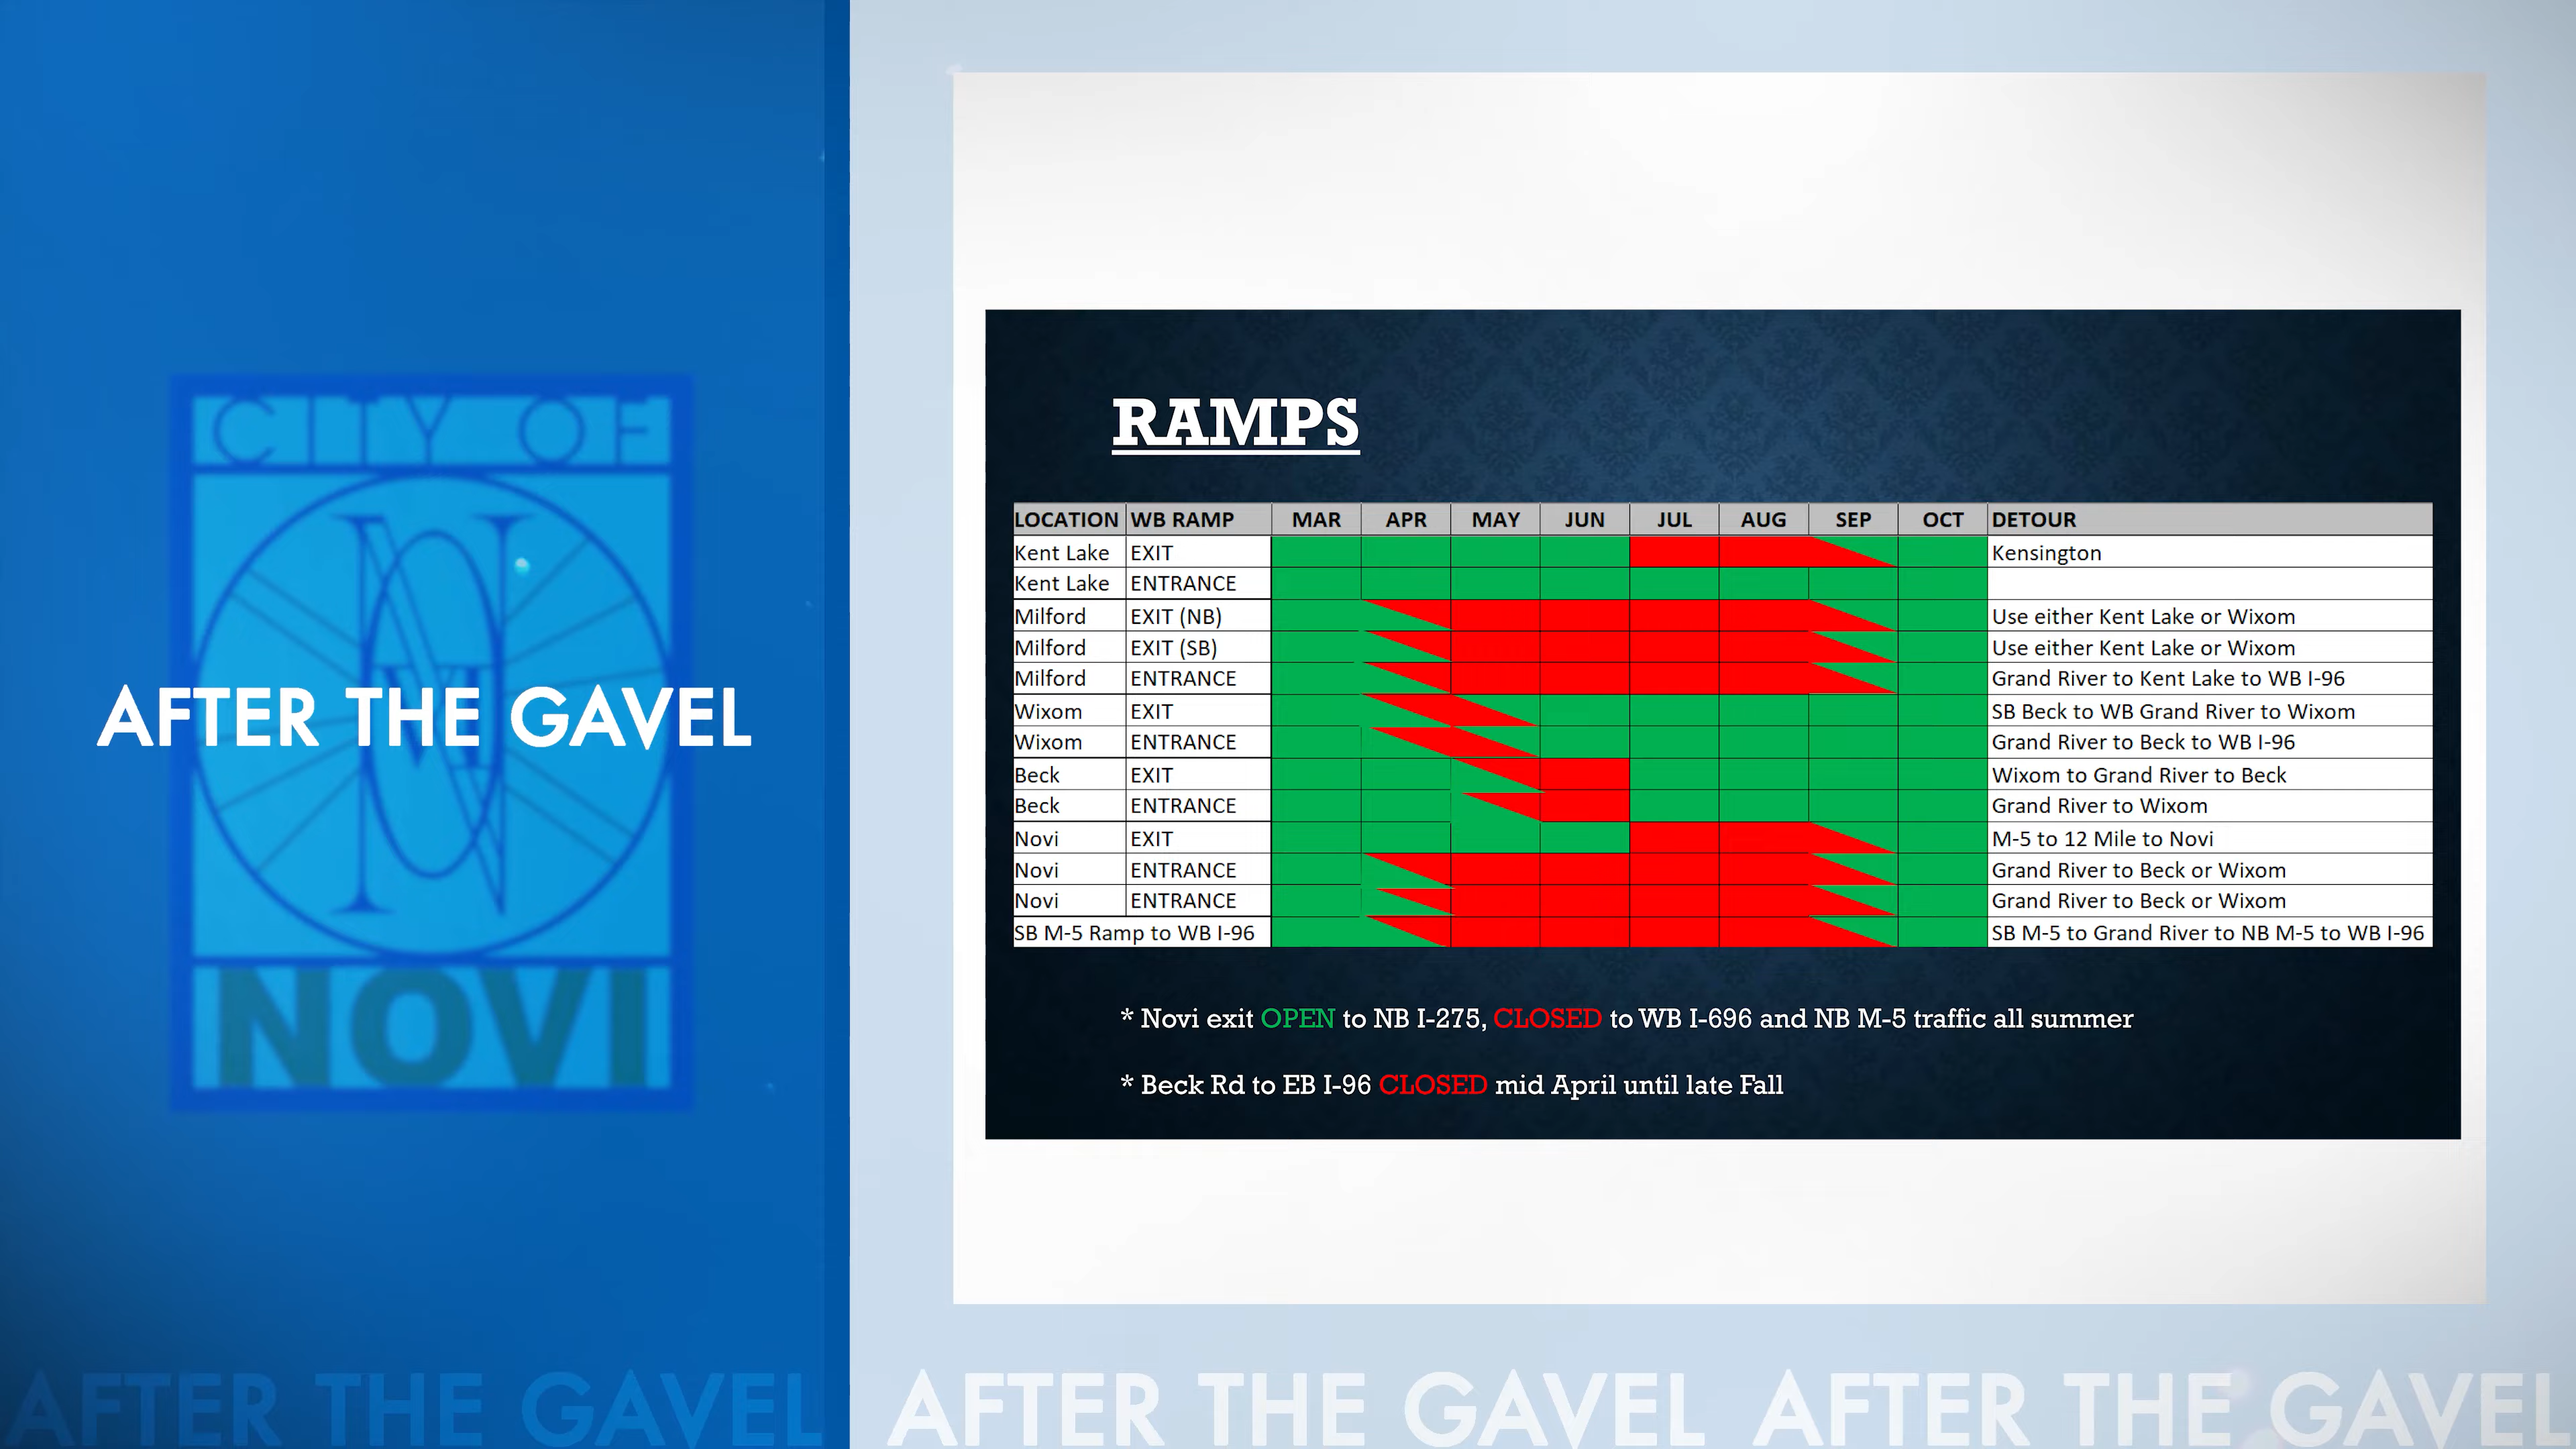 CITY OF
NOVI
AFTER THE GAVEL
RAMPS
LOCATION WB RAMP MAR APR MAY JUN JUL AUG SEP OCT DETOUR
Kent Lake EXIT Kensington
Kent Lake ENTRANCE
Milford EXIT (NB) Use either Kent Lake or Wixom
Milford EXIT (SB) Use either Kent Lake or Wixom
Milford ENTRANCE Grand River to Kent Lake to WB I-96
Wixom EXIT SB Beck to WB Grand River to Wixom
Wixom ENTRANCE Grand River to Beck to WB I-96
Beck EXIT Wixom to Grand River to Beck
Beck ENTRANCE Grand River to Wixom
Novi EXIT M-5 to 12 Mile to Novi
Novi ENTRANCE Grand River to Beck or Wixom
Novi ENTRANCE Grand River to Beck or Wixom
SB M-5 Ramp to WB I-96 SB M-5 to Grand River to NB M-5 to WB I-96
* Novi exit OPEN to NB I-275, CLOSED to WB I-696 and NB M-5 traffic all summer
* Beck Rd to EB I-96 CLOSED mid April until late Fall
AFTER THE GAVEL AFTER THE GAVEL AFTER THE GAVEL